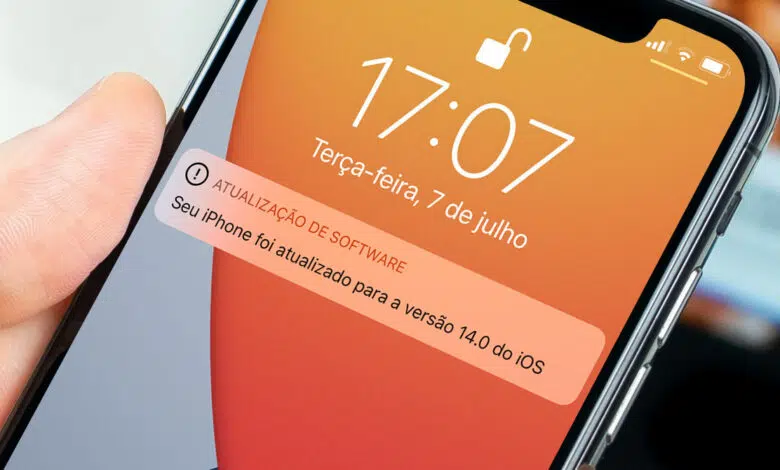 17:07
Terça-feira, 7 de julho
ATUALIZAÇÃO DE SOFTWARE
Seu iPhone foi atualizado para a versão 14.0 do iOS